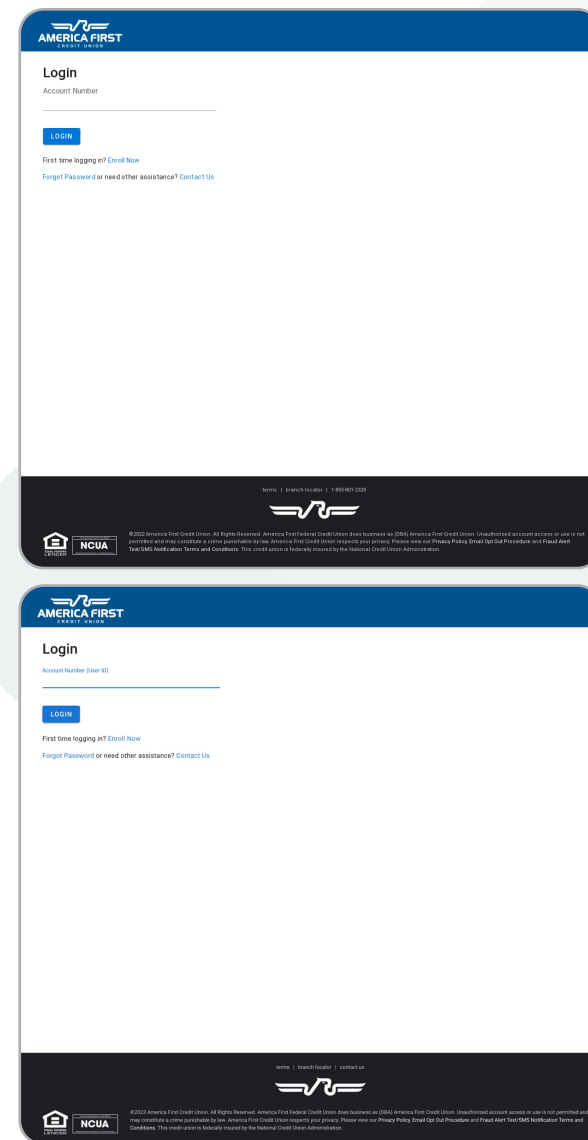 AMERICA FIRST
CREDIT UNION
Login
Account Number
LOGIN
First time logging in? Enroll Now
Forgot Password or need other assistance? Contact Us
terms | branch locator | 1-855-801-2328
LENDER
NCUA
©2022 America First Credit Union. All Rights Reserved. America First Federal Credit Union does business as (DBA) America First Credit Union. Unauthorized account access or use is not
permitted and may constitute a crime punishable by law. America First Credit Union respects your privacy. Please view our Privacy Policy, Email Opt Out Procedure and Fraud Alert
Text/SMS Notification Terms and Conditions. This credit union is federally insured by the National Credit Union Administration.
AMERICA FIRST
CREDIT UNION
Login
Account Number (User ID)
LOGIN
First time logging in? Enroll Now
Forgot Password or need other assistance? Contact Us
terms | branch locator | contact us
LENDER
NCUA
©2023 America First Credit Union. All Rights Reserved. America First Federal Credit Union does business as (DBA) America First Credit Union. Unauthorized account access or use is not permitted and
may constitute a crime punishable by law. America First Credit Union respects your privacy. Please view our Privacy Policy, Email Opt Out Procedure and Fraud Alert Text/SMS Notification Terms and
Conditions. This credit union is federally insured by the National Credit Union Administration.